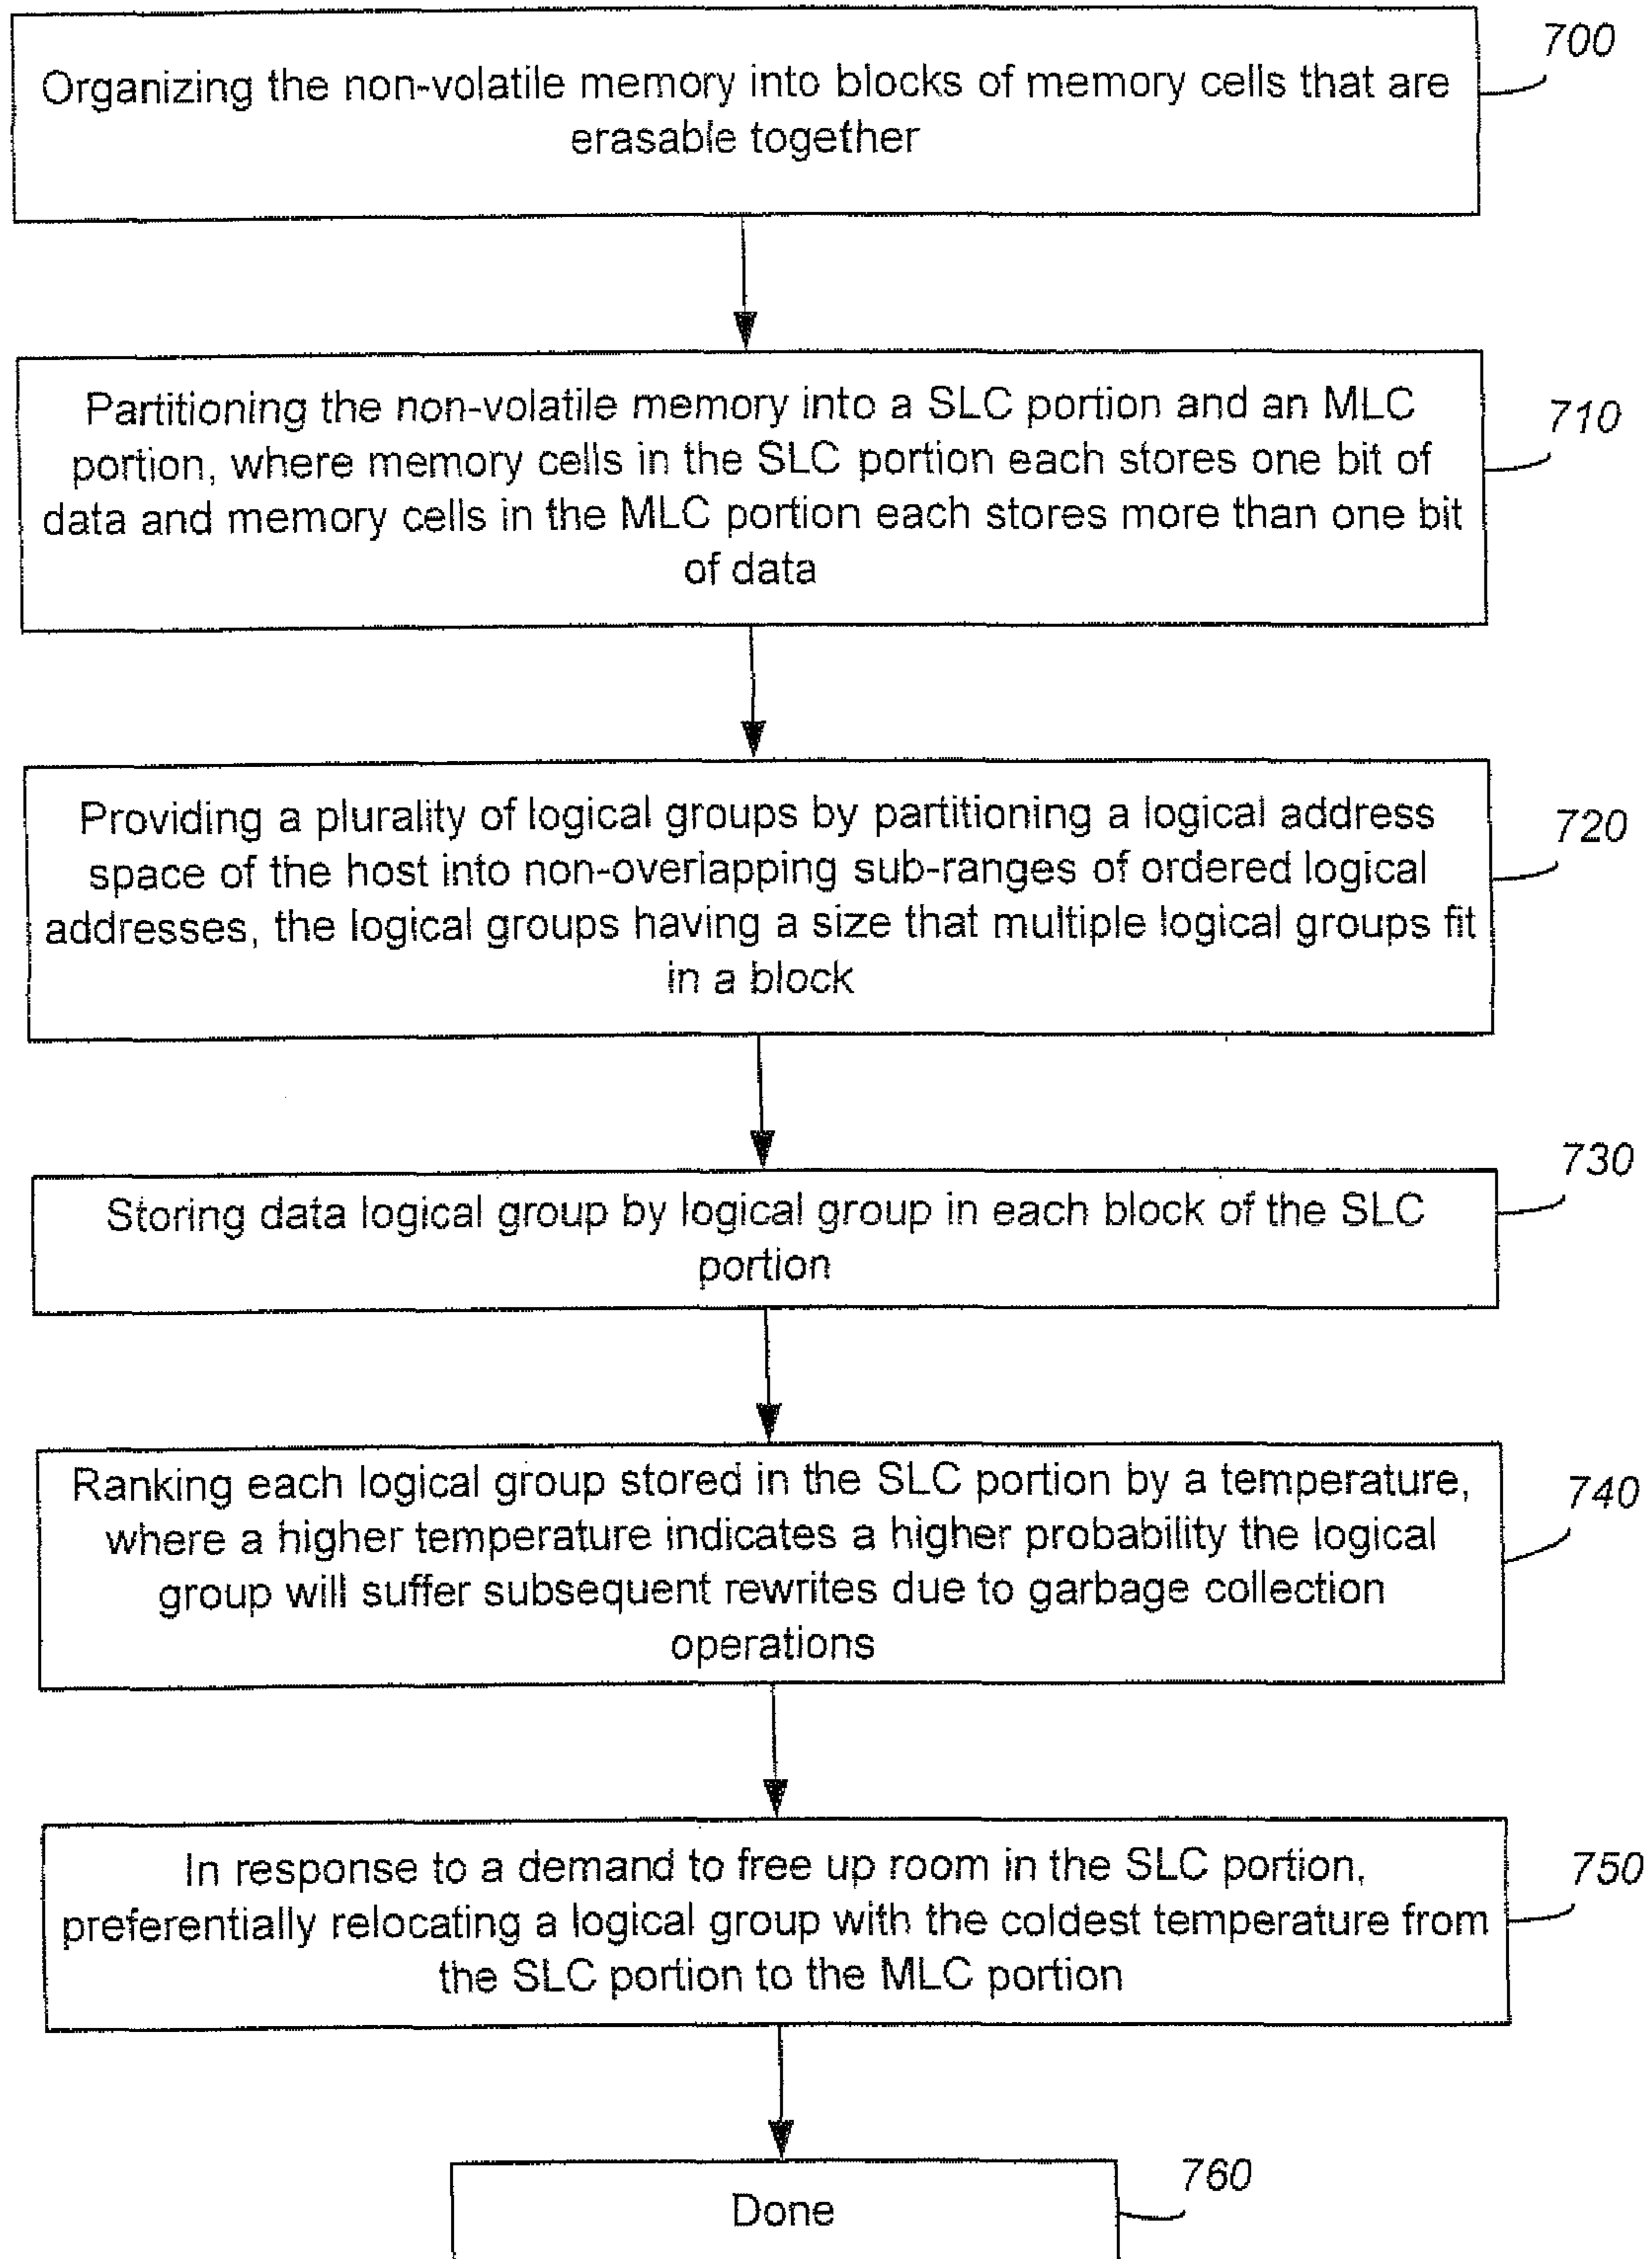 700
Organizing the non-volatile memory into blocks of memory cells that are
erasable together
710
Partitioning the non-volatile memory into a SLC portion and an MLC
portion, where memory cells in the SLC portion each stores one bit of
data and memory cells in the MLC portion each stores more than one bit
of data
720
Providing a plurality of logical groups by partitioning a logical address
space of the host into non-overlapping sub-ranges of ordered logical
addresses, the logical groups having a size that multiple logical groups fit
in a block
730
Storing data logical group by logical group in each block of the SLC
portion
740
Ranking each logical group stored in the SLC portion by a temperature,
where a higher temperature indicates a higher probability the logical
group will suffer subsequent rewrites due to garbage collection
operations
750
In response to a demand to free up room in the SLC portion,
preferentially relocating a logical group with the coldest temperature from
the SLC portion to the MLC portion
760
Done